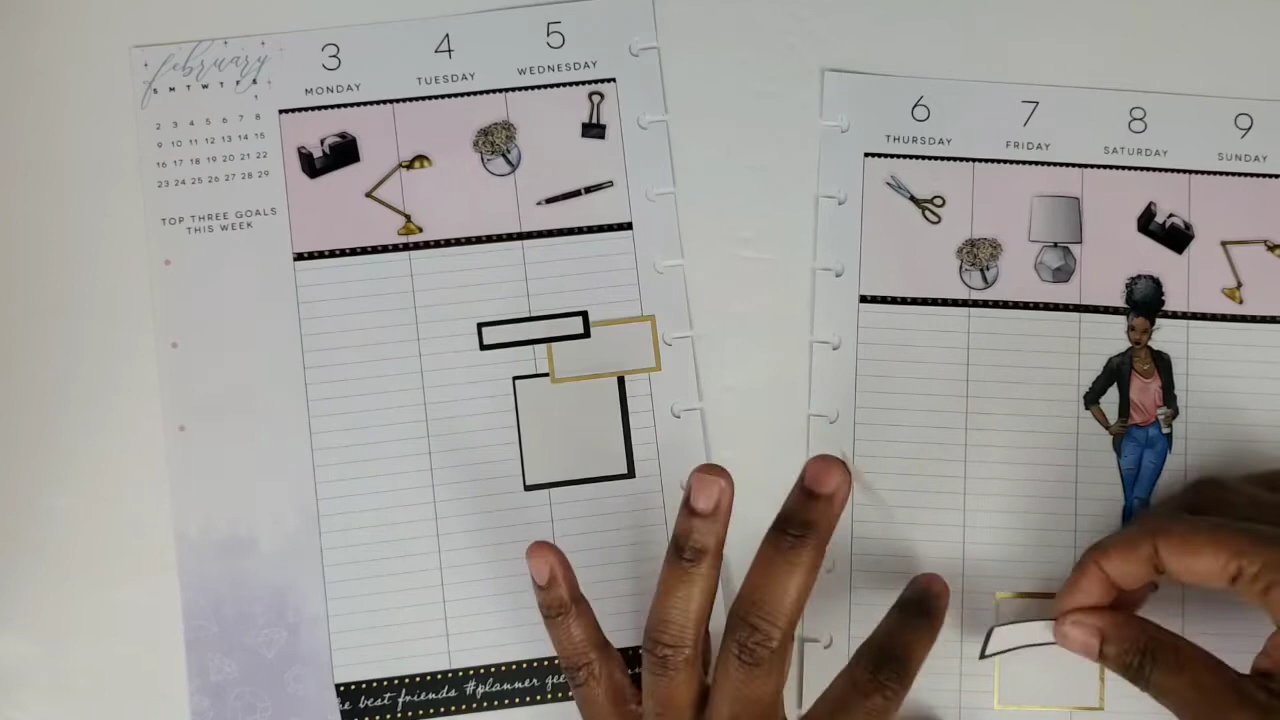 february
S M T W T F S
1
2 3 4 5 6 7 8
9 10 11 12 13 14 15
16 17 18 19 20 21 22
23 24 25 26 27 28 29
TOP THREE GOALS
THIS WEEK
3
MONDAY
4
TUESDAY
5
WEDNESDAY
6
THURSDAY
7
FRIDAY
8
SATURDAY
9
SUNDAY
best friends #planner